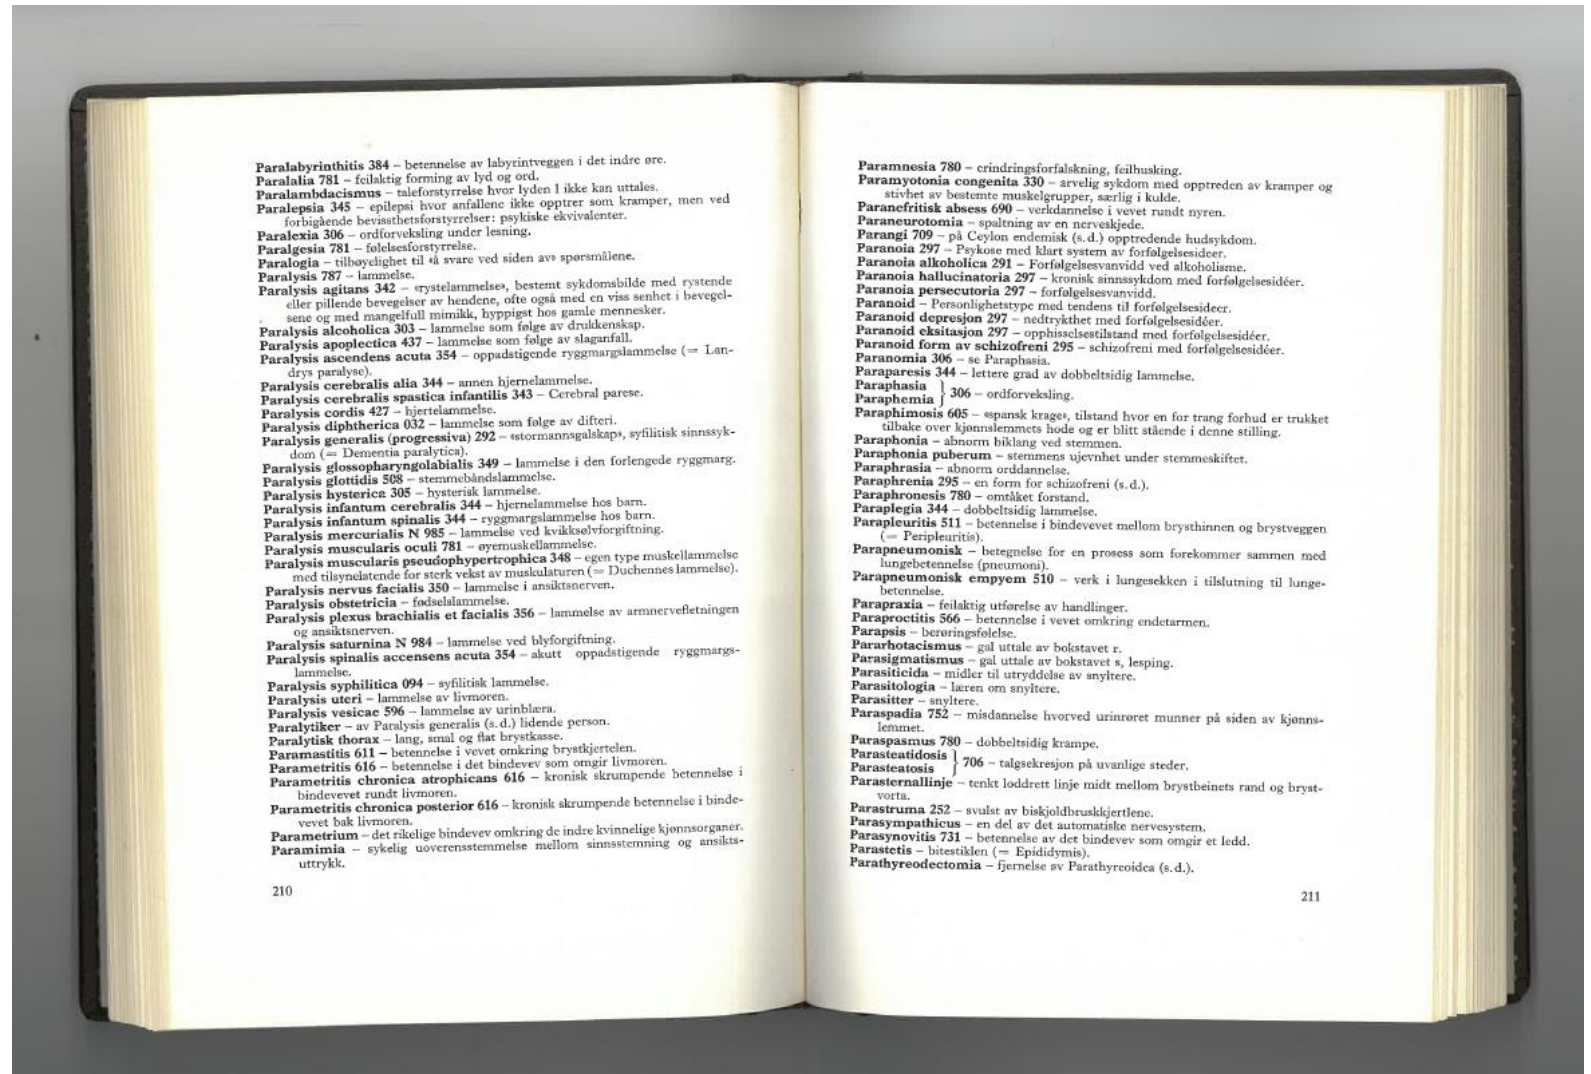 Paralabyrinthitis 384 – betennelse av labyrintveggen i det indre øre.
Paralalia 781 – feilaktig forming av lyd og ord.
Paralambdacismus – taleforstyrrelse hvor lyden l ikke kan uttales.
Paralepsia 345 – epilepsi hvor anfallene ikke opptrer som kramper, men ved
forbigående bevissthetsforstyrrelser: psykiske ekvivalenter.
Paralexia 306 – ordforveksling under lesning.
Paralgesia 781 – følelsesforstyrrelse.
Paralogia – tilbøyelighet til «å svare ved siden av» spørsmålene.
Paralysis 787 – lammelse.
Paralysis agitans 342 – «rystelammelse», bestemt sykdomsbilde med rystende
eller pillende bevegelser av hendene, ofte også med en viss senhet i bevegel-
sene og med mangelfull mimikk, hyppigst hos gamle mennesker.
Paralysis alcoholica 303 – lammelse som følge av drukkenskap.
Paralysis apoplectica 437 – lammelse som følge av slaganfall.
Paralysis ascendens acuta 354 – oppadstigende ryggmargslammelse (= Lan-
drys paralyse).
Paralysis cerebralis alia 344 – annen hjernelammelse.
Paralysis cerebralis spastica infantilis 343 – Cerebral parese.
Paralysis cordis 427 – hjertelammelse.
Paralysis diphtherica 032 – lammelse som følge av difteri.
Paralysis generalis (progressiva) 292 – «stormannsgalskap», syfilitisk sinnssyk-
dom (= Dementia paralytica).
Paralysis glossopharyngolabialis 349 – lammelse i den forlengede ryggmarg.
Paralysis glottidis 508 – stemmebåndslammelse.
Paralysis hysterica 305 – hysterisk lammelse.
Paralysis infantum cerebralis 344 – hjernelammelse hos barn.
Paralysis infantum spinalis 344 – ryggmargslammelse hos barn.
Paralysis mercurialis N 985 – lammelse ved kvikksølvforgiftning.
Paralysis muscularis oculi 781 – øyemuskellammelse.
Paralysis muscularis pseudophypertrophica 348 – egen type muskellammelse
med tilsynelatende for sterk vekst av muskulaturen (= Duchennes lammelse).
Paralysis nervus facialis 350 – lammelse i ansiktsnerven.
Paralysis obstetricia – fødselslammelse.
Paralysis plexus brachialis et facialis 356 – lammelse av armnervefletningen
og ansiktsnerven.
Paralysis saturnina N 984 – lammelse ved blyforgiftning.
Paralysis spinalis accensens acuta 354 – akutt oppadstigende ryggmargs-
lammelse.
Paralysis syphilitica 094 – syfilitisk lammelse.
Paralysis uteri – lammelse av livmoren.
Paralysis vesicae 596 – lammelse av urinblæra.
Paralytiker – av Paralysis generalis (s.d.) lidende person.
Paralytisk thorax – lang, smal og flat brystkasse.
Paramastitis 611 – betennelse i vevet omkring brystkjertelen.
Parametritis 616 – betennelse i det bindevev som omgir livmoren.
Parametritis chronica atrophicans 616 – kronisk skrumpende betennelse i
bindevevet rundt livmoren.
Parametritis chronica posterior 616 – kronisk skrumpende betennelse i binde-
vevet bak livmoren.
Parametrium – det rikelige bindevev omkring de indre kvinnelige kjønnsorganer.
Paramimia – sykelig uoverensstemmelse mellom sinnsstemning og ansikts-
uttrykk.
210
Paramnesia 780 – erindringsforfalskning, feilhusking.
Paramyotonia congenita 330 – arvelig sykdom med opptreden av kramper og
stivhet av bestemte muskelgrupper, særlig i kulde.
Paranefritisk absess 690 – verkdannelse i vevet rundt nyren.
Paraneurotomia – spaltning av en nerveskjede.
Parangi 709 – på Ceylon endemisk (s.d.) opptredende hudsykdom.
Paranoia 297 – Psykose med klart system av forfølgelsesideer.
Paranoia alkoholica 291 – Forfølgelsesvanvidd ved alkoholisme.
Paranoia hallucinatoria 297 – kronisk sinnssykdom med forfølgelsesidéer.
Paranoia persecutoria 297 – forfølgelsesvanvidd.
Paranoid – Personlighetstype med tendens til forfølgelsesideer.
Paranoid depresjon 297 – nedtrykthet med forfølgelsesidéer.
Paranoid eksitasjon 297 – opphisselsestilstand med forfølgelsesidéer.
Paranoid form av schizofreni 295 – schizofreni med forfølgelsesidéer.
Paranomia 306 – se Paraphasia.
Paraparesis 344 – lettere grad av dobbeltsidig lammelse.
Paraphasia
Paraphemia } 306 – ordforveksling.
Paraphimosis 605 – «spansk krage», tilstand hvor en for trang forhud er trukket
tilbake over kjønnslemmets hode og er blitt stående i denne stilling.
Paraphonia – abnorm biklang ved stemmen.
Paraphonia puberum – stemmens ujevnhet under stemmeskiftet.
Paraphrasia – abnorm orddannelse.
Paraphrenia 295 – en form for schizofreni (s.d.).
Paraphronesis 780 – omtåket forstand.
Paraplegia 344 – dobbeltsidig lammelse.
Parapleuritis 511 – betennelse i bindevevet mellom brysthinnen og brystveggen
(= Peripleuritis).
Parapneumonisk – betegnelse for en prosess som forekommer sammen med
lungebetennelse (pneumoni).
Parapneumonisk empyem 510 – verk i lungesekken i tilslutning til lunge-
betennelse.
Parapraxia – feilaktig utførelse av handlinger.
Paraproctitis 566 – betennelse i vevet omkring endetarmen.
Parapsis – berøringsfølelse.
Pararhotacismus – gal uttale av bokstavet r.
Parasigmatismus – gal uttale av bokstavet s, lesping.
Parasiticida – midler til utryddelse av snyltere.
Parasitologia – læren om snyltere.
Parasitter – snyltere.
Paraspadia 752 – misdannelse hvorved urinrøret munner på siden av kjønns-
lemmet.
Paraspasmus 780 – dobbeltsidig krampe.
Parasteatidosis
Parasteatosis } 706 – talgsekresjon på uvanlige steder.
Parasternallinje – tenkt loddrett linje midt mellom brystbeinets rand og bryst-
vorta.
Parastruma 252 – svulst av biskjoldbruskkjertlene.
Parasympathicus – en del av det automatiske nervesystem.
Parasynovitis 731 – betennelse av det bindevev som omgir et ledd.
Parastetis – bitestiklen (= Epididymis).
Parathyreodectomia – fjernelse av Parathyreoidea (s.d.).
211